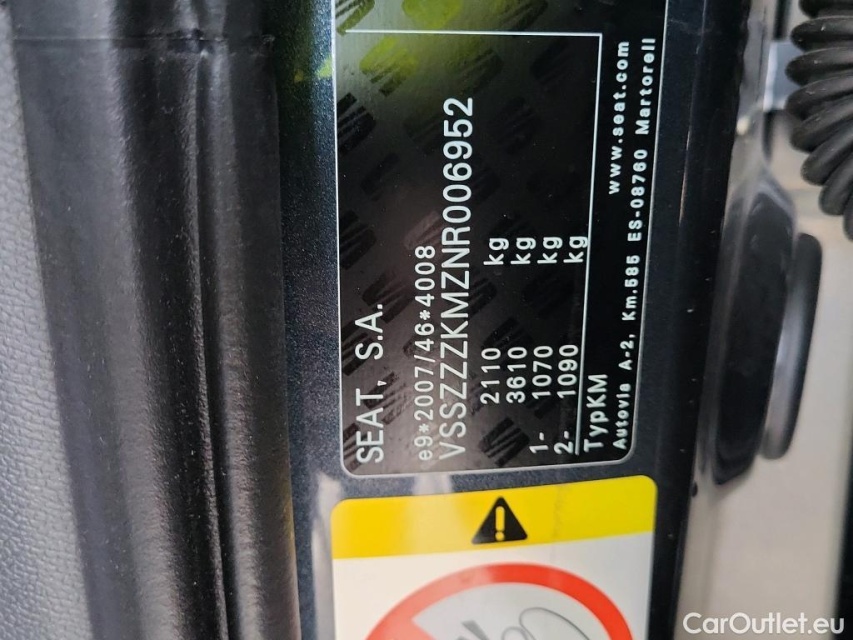 SEAT, S.A.
e9*2007/46*4008
VSSZZZKMZNR006952
2110 kg
3610 kg
1- 1070 kg
2- 1090 kg
TypKM
Autovia A-2, Km.585 ES-08760 Martorell
www.seat.com
CarOutlet.eu